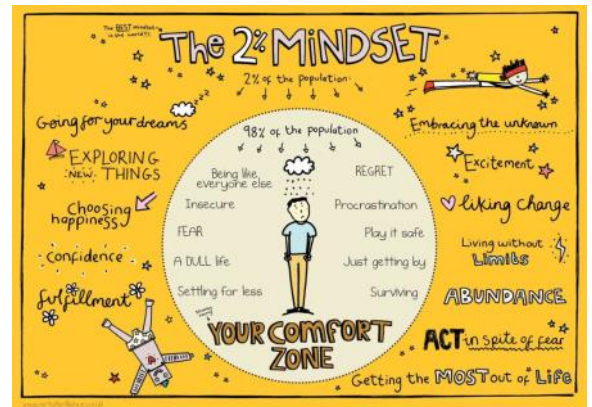 The BEST mindset
in the world!!
The 2% MiNDSET
2% of the population:
Going for your dreams
EXPLORING
NEW THINGS
Choosing
happiness
Confidence
fulfillment
98% of the population
Being like
everyone else
Insecure
FEAR
A DULL life
Settling for less
REGRET
Procrastination
Play it safe
Just getting by
Surviving
YOUR COMFORT
ZONE
Embracing the unknown
Excitement
liking change
Living without
Limits
ABUNDANCE
ACT in spite of fear
Getting the MOST out of Life